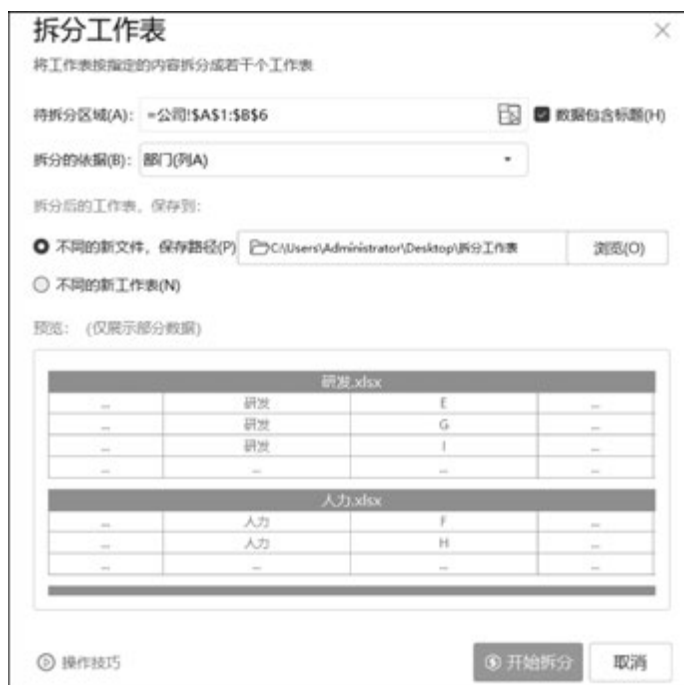 拆分工作表
将工作表按指定的内容拆分成若干个工作表
待拆分区域(A): =公司!$A$1:$B$6 数据包含标题(H)
拆分的依据(B): 部门(列A)
拆分后的工作表，保存到:
不同的新文件，保存路径(P) C:\Users\Administrator\Desktop\拆分工作表 浏览(O)
不同的新工作表(N)
预览: (仅展示部分数据)
研发.xlsx
... 研发 E ...
... 研发 G ...
... 研发 I ...
... ... ... ...
人力.xlsx
... 人力 F ...
... 人力 H ...
... ... ... ...
操作技巧 开始拆分 取消